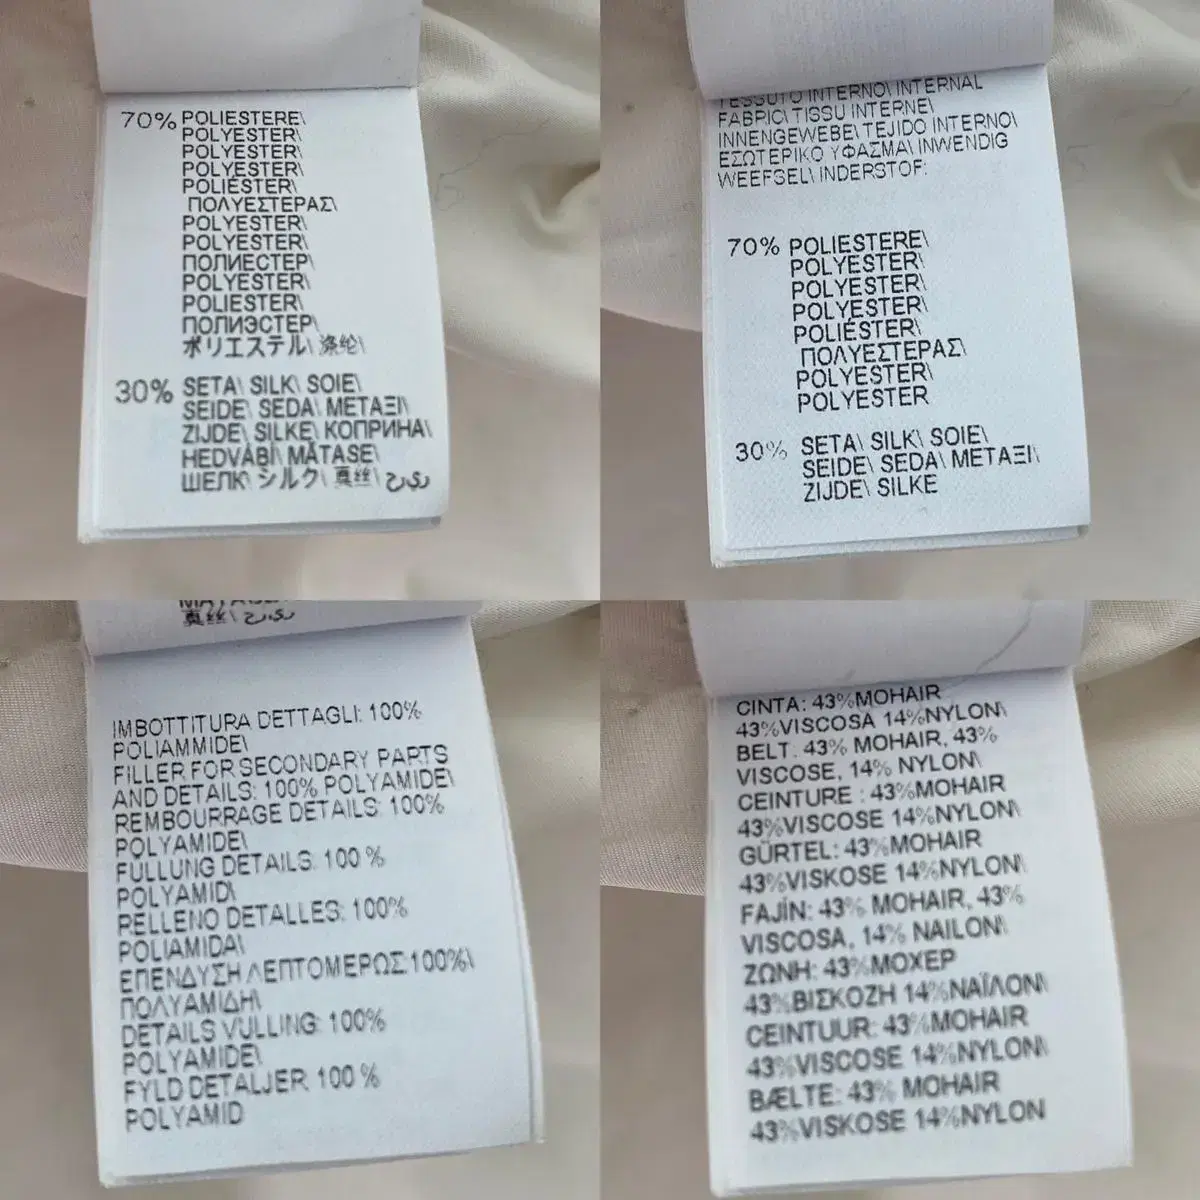 70% POLIESTERE\
POLYESTER\
POLYESTER\
POLYESTER\
POLIÉSTER\
ΠΟΛΥΕΣΤΕΡΑΣ\
POLYESTER\
POLYESTER\
ПОЛИЕСТЕР\
POLYESTER\
POLIESTER\
ПОЛИЭСТЕР\
ポリエステル\ 涤纶\
30% SETA\ SILK\ SOIE\
SEIDE\ SEDA\ ΜΕΤΑΞΙ\
ZIJDE\ SILKE\ КОПРИНА\
HEDVÁBÍ\ MĂTASE\
ШЕЛК\ シルク\ 真丝\
TESSUTO INTERNO\ INTERNAL
FABRIC\ TISSU INTERNE\
INNENGEWEBE\ TEJIDO INTERNO\
ΕΣΩΤΕΡΙΚΟ ΥΦΑΣΜΑ\ INWENDIG
WEEFSEL\ INDERSTOF:
70% POLIESTERE\
POLYESTER\
POLYESTER\
POLYESTER\
POLIÉSTER\
ΠΟΛΥΕΣΤΕΡΑΣ\
POLYESTER\
POLYESTER
30% SETA\ SILK\ SOIE\
SEIDE\ SEDA\ ΜΕΤΑΞΙ\
ZIJDE\ SILKE
真丝\
IMBOTTITURA DETTAGLI: 100%
POLIAMMIDE\
FILLER FOR SECONDARY PARTS
AND DETAILS: 100% POLYAMIDE\
REMBOURRAGE DETAILS: 100%
POLYAMIDE\
FÜLLUNG DETAILS: 100 %
POLYAMID\
RELLENO DETALLES: 100%
POLIAMIDA\
ΕΠΕΝΔΥΣΗ ΛΕΠΤΟΜΕΡΩΣ 100%\
ΠΟΛΥΑΜΙΔΗ\
DETAILS VULLING: 100%
POLYAMIDE\
FYLD DETALJER: 100 %
POLYAMID
CINTA: 43%MOHAIR
43%VISCOSA 14%NYLON\
BELT: 43% MOHAIR, 43%
VISCOSE, 14% NYLON\
CEINTURE : 43%MOHAIR
43%VISCOSE 14%NYLON\
GÜRTEL: 43%MOHAIR
43%VISKOSE 14%NYLON\
FAJÍN: 43% MOHAIR, 43%
VISCOSA, 14% NAILON\
ΖΩΝΗ: 43%ΜΟΧΕΡ
43%ΒΙΣΚΟΖΗ 14%ΝΑΪΛΟΝ\
CEINTUUR: 43%MOHAIR
43%VISCOSE 14%NYLON\
BÆLTE: 43% MOHAIR
43%VISKOSE 14%NYLON